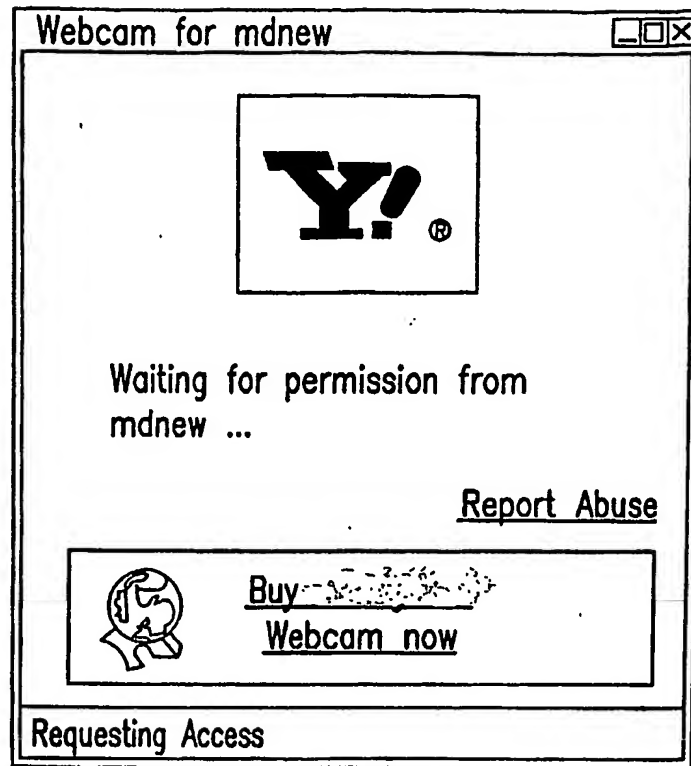 Webcam for mdnew
Y! ®
Waiting for permission from
mdnew ...
Report Abuse
Buy
Webcam now
Requesting Access